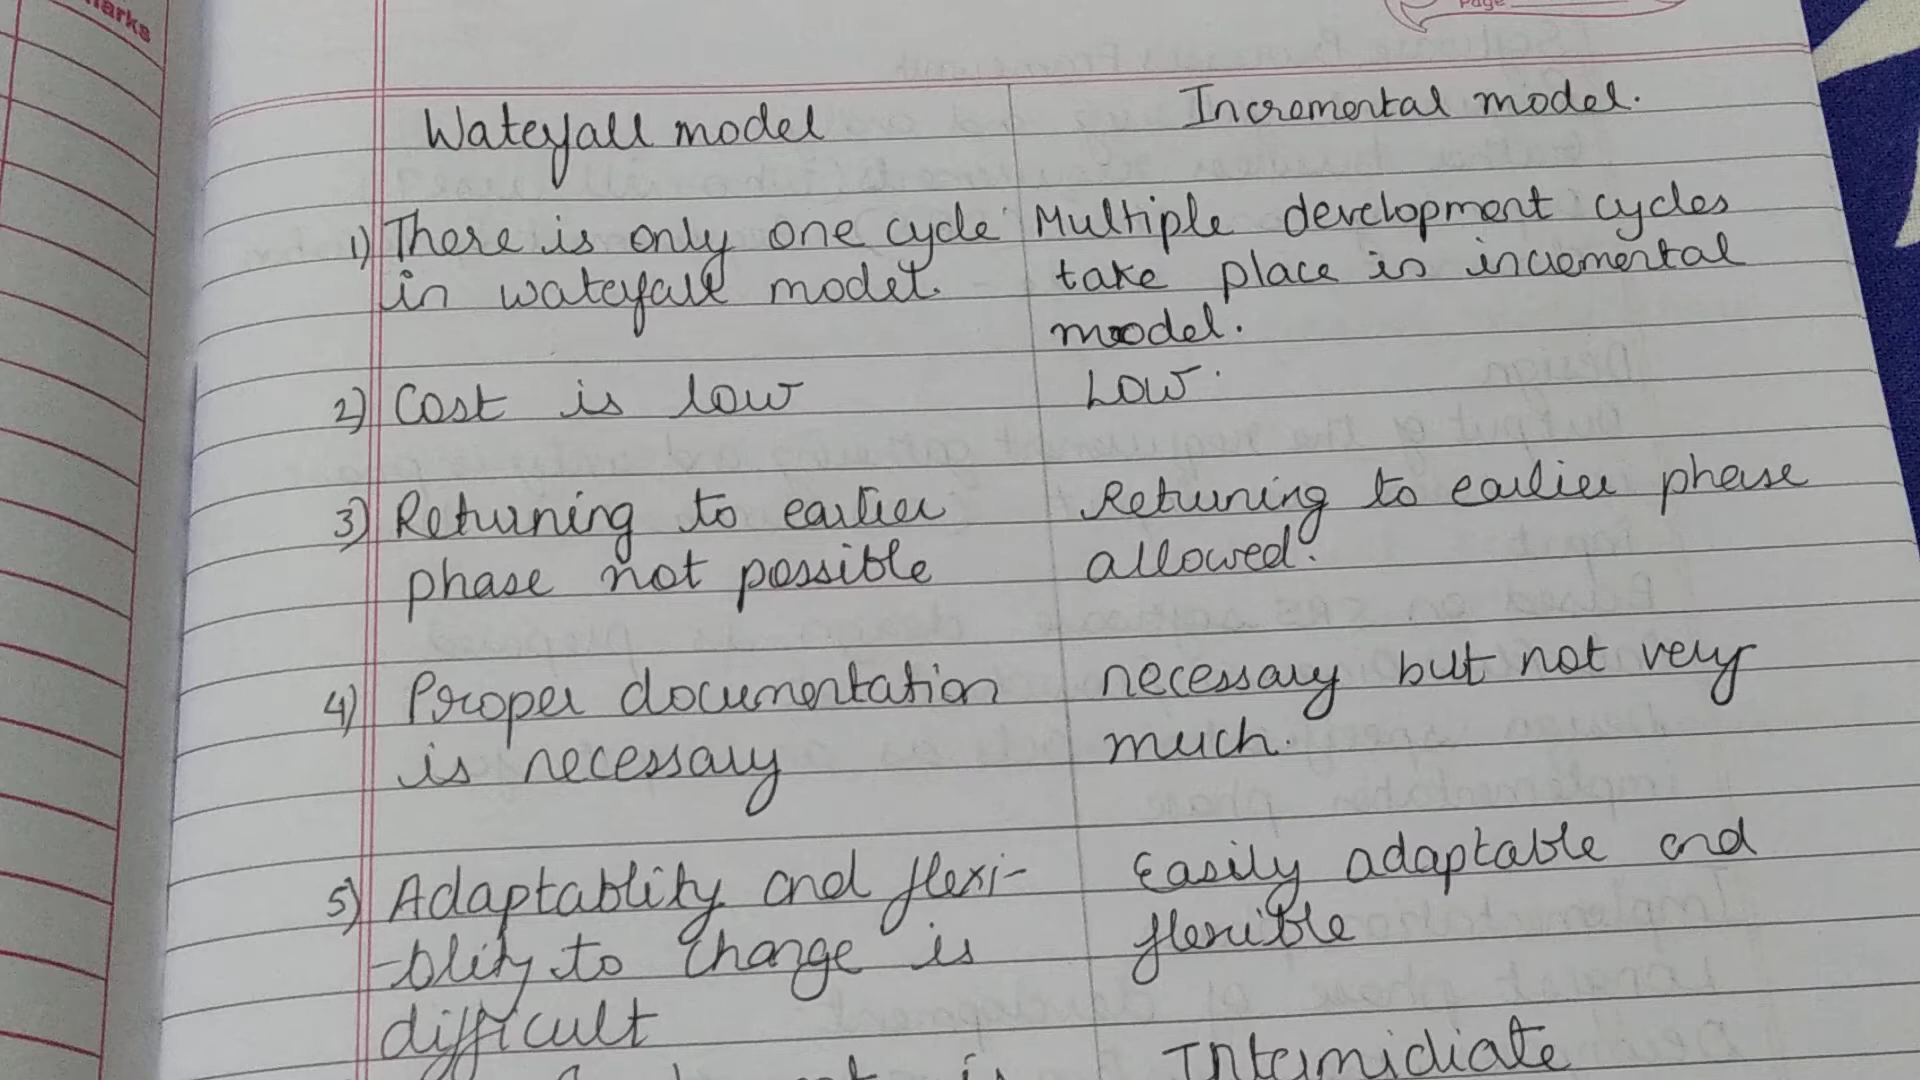 marks
Page
Waterfall model
Incremental model.
1) There is only one cycle
in waterfall model.
Multiple development cycles
take place in incremental
model.
2) Cost is low
Low.
3) Returning to earlier
phase not possible
Returning to earlier phase
allowed.
4) Proper documentation
is necessary
necessary but not very
much.
5) Adaptablity and flexi-
-blity to change is
difficult
Easily adaptable and
flexible
is
Intermidiate